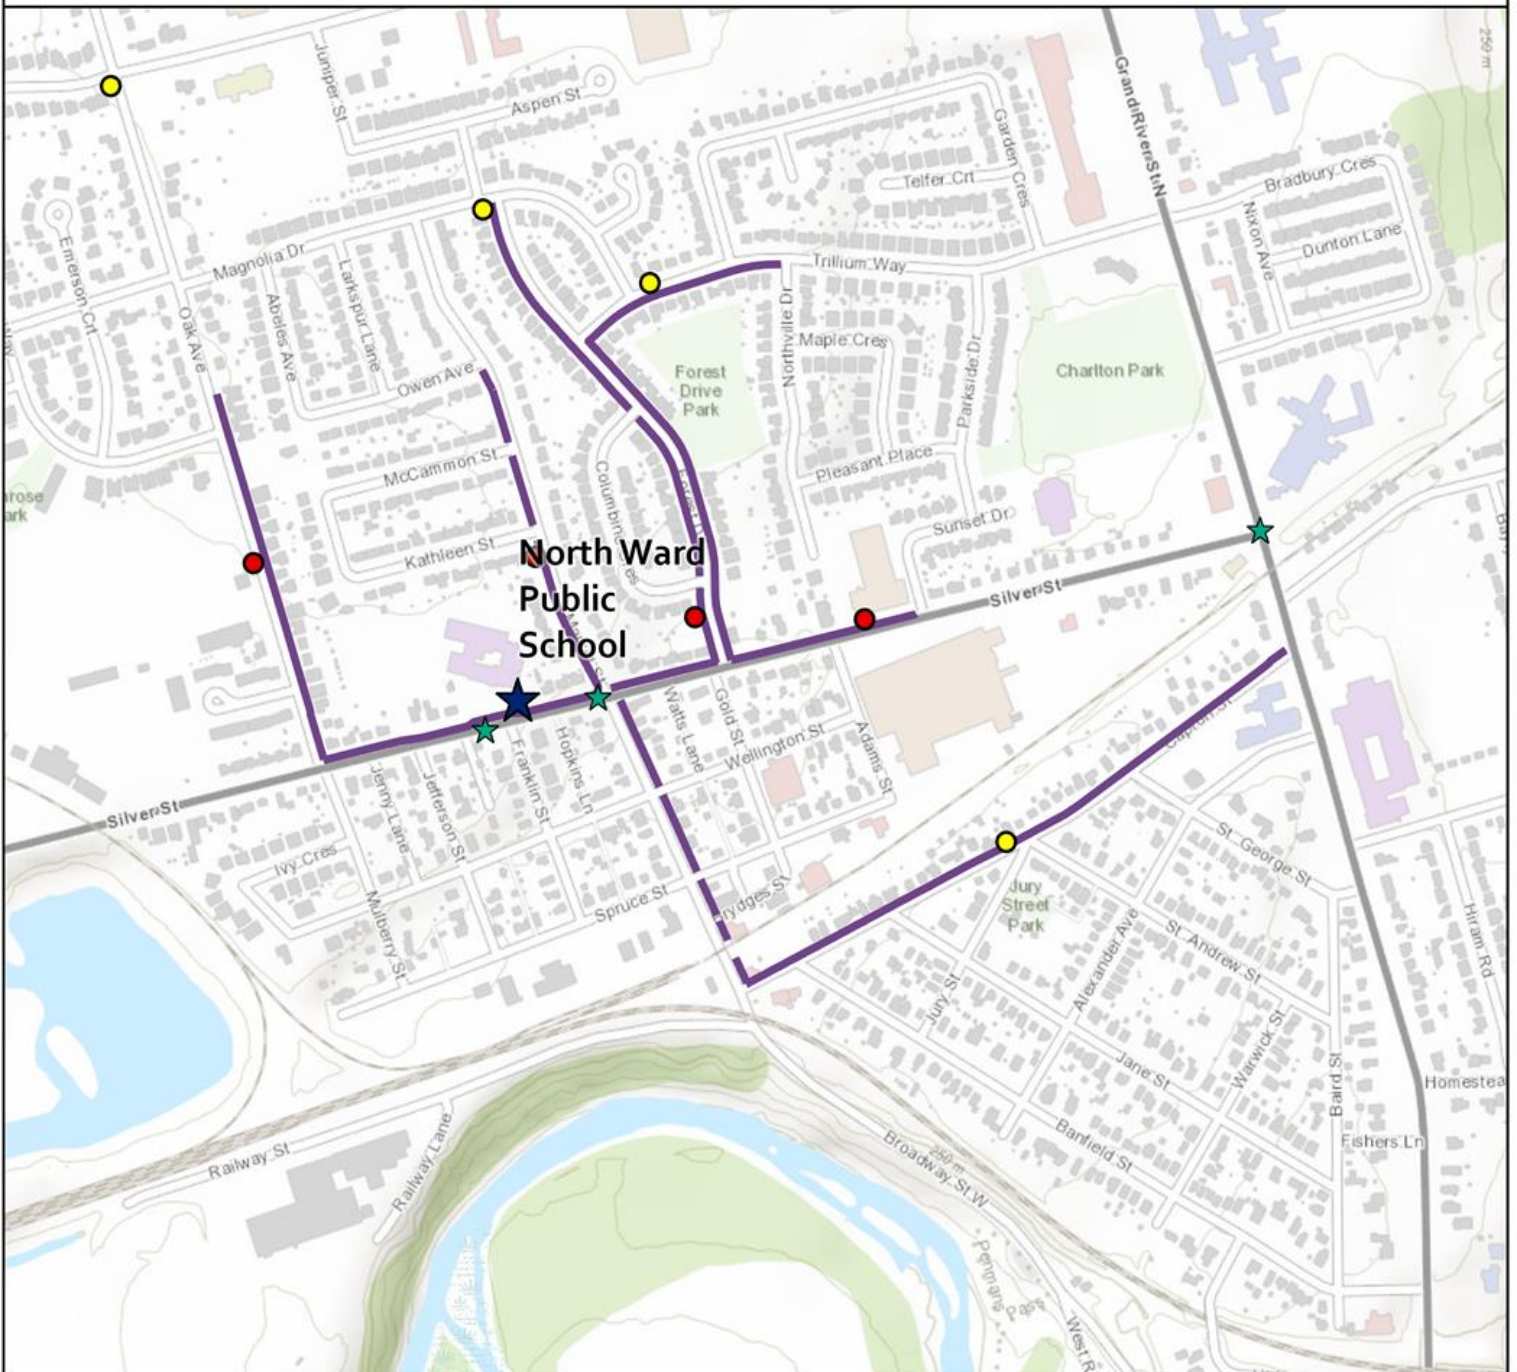 Juniper St
Aspen St
Grand River St N
250 m
Garden Cres
Telfer Crt
Bradbury Cres
Nixon Ave
Dunton Lane
Emerson Crt
Magnolia Dr
Trillium Way
Larkspur Lane
Abeles Ave
Oak Ave
Northville Dr
Maple Cres
Parkside Dr
Charlton Park
Forest
Drive
Park
Owen Ave
McCammon St
Pleasant Place
Sunset Dr
Kathleen St
North Ward
Public
School
Silver St
Watts Lane
Gold St
Wellington St
Adams St
Hopkins Ln
Franklin St
Jefferson St
Jenny Lane
Silver St
Ivy Cres
Mulberry St
Spruce St
St. George St
Jury
Street
Park
St. Andrew St
Alexander Ave
Jury St
Hiram Rd
Warwick St
Jane St
Baird St
Homestea
Fishers Ln
Banfield St
Railway St
Railway Lane
Broadway St W
250 m
Penmans Pass
West R